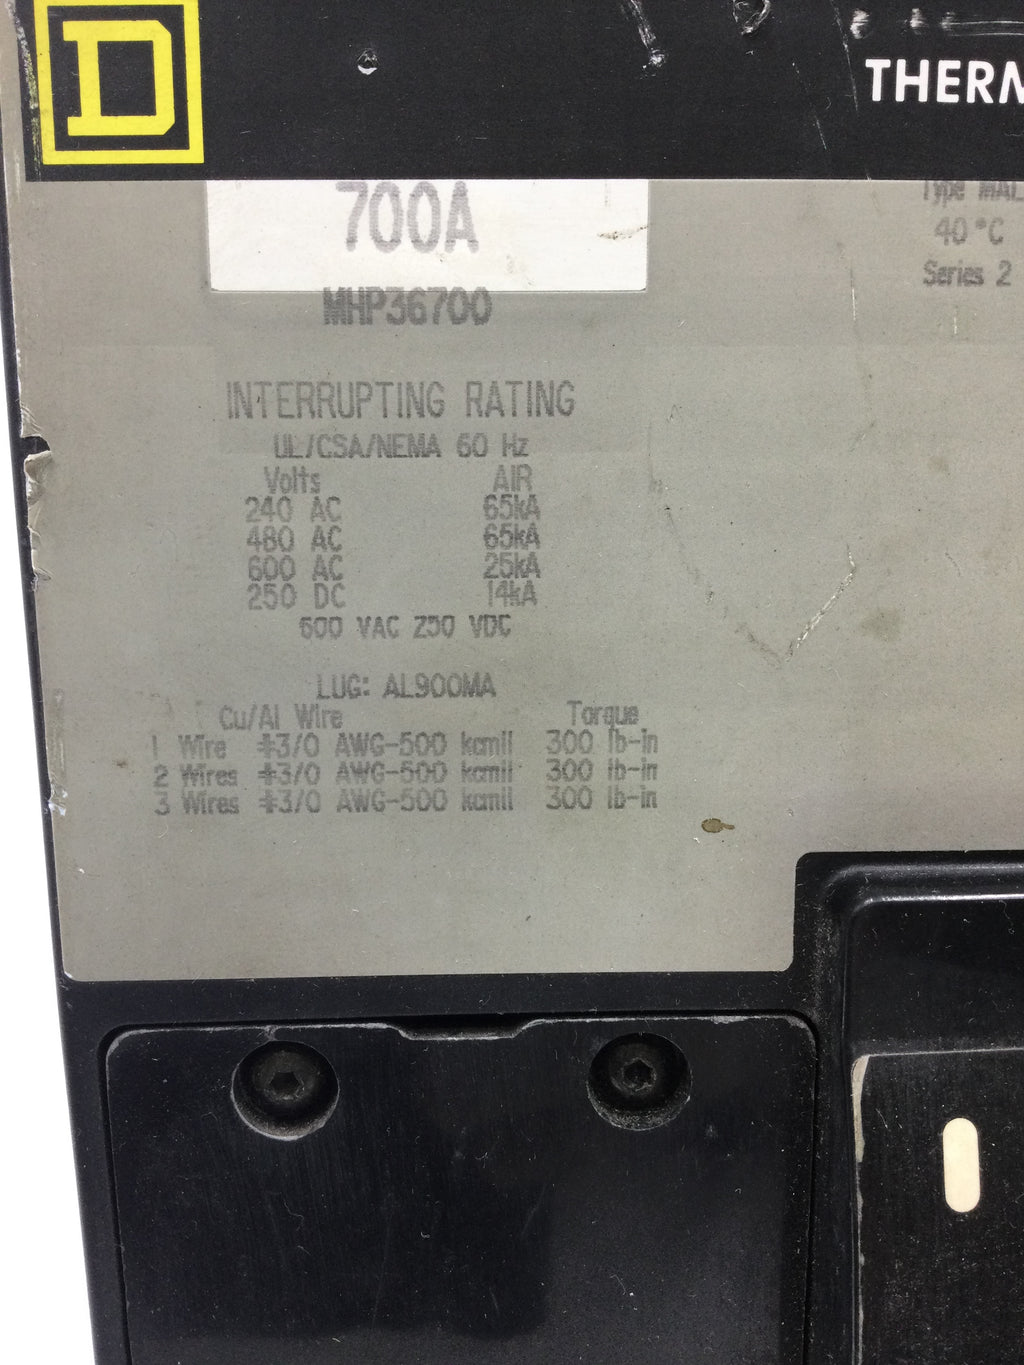 D
THERM
700A
Type MAL
40°C
Series 2
MHP36700
INTERRUPTING RATING
UL/CSA/NEMA 60 Hz
Volts AIR
240 AC 65kA
480 AC 65kA
600 AC 25kA
250 DC 14kA
600 VAC 250 VDC
LUG: AL900MA
Cu/Al Wire Torque
1 Wire #3/0 AWG-500 kcmil 300 lb-in
2 Wires #3/0 AWG-500 kcmil 300 lb-in
3 Wires #3/0 AWG-500 kcmil 300 lb-in